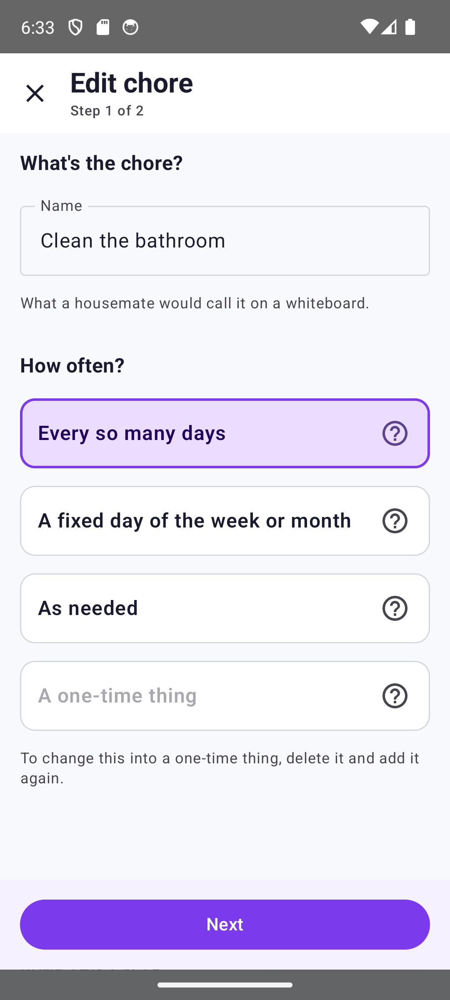 6:33
Edit chore
Step 1 of 2
What's the chore?
Name
Clean the bathroom
What a housemate would call it on a whiteboard.
How often?
Every so many days
A fixed day of the week or month
As needed
A one-time thing
To change this into a one-time thing, delete it and add it
again.
Next